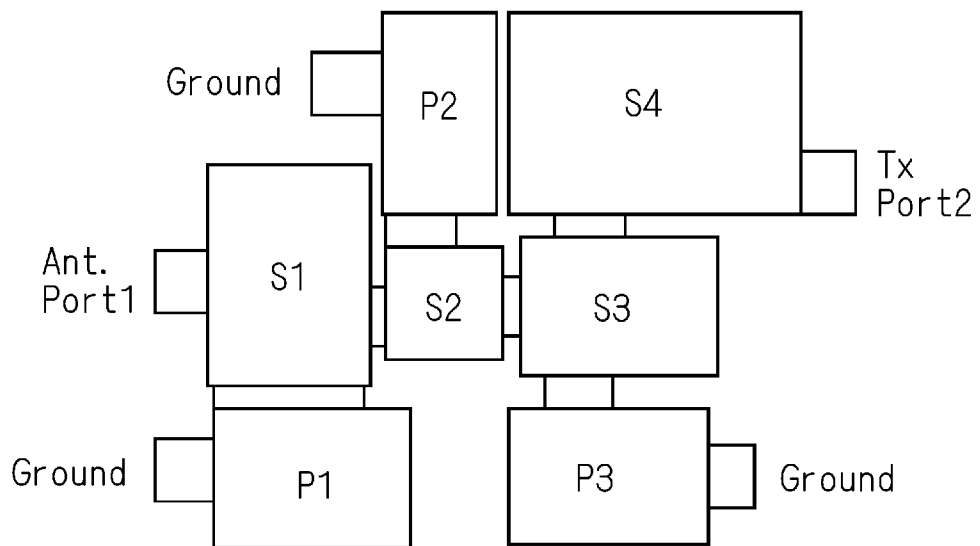 Ground
P2
S4
Tx
Port2
Ant.
Port1
S1
S2
S3
Ground
P1
P3
Ground